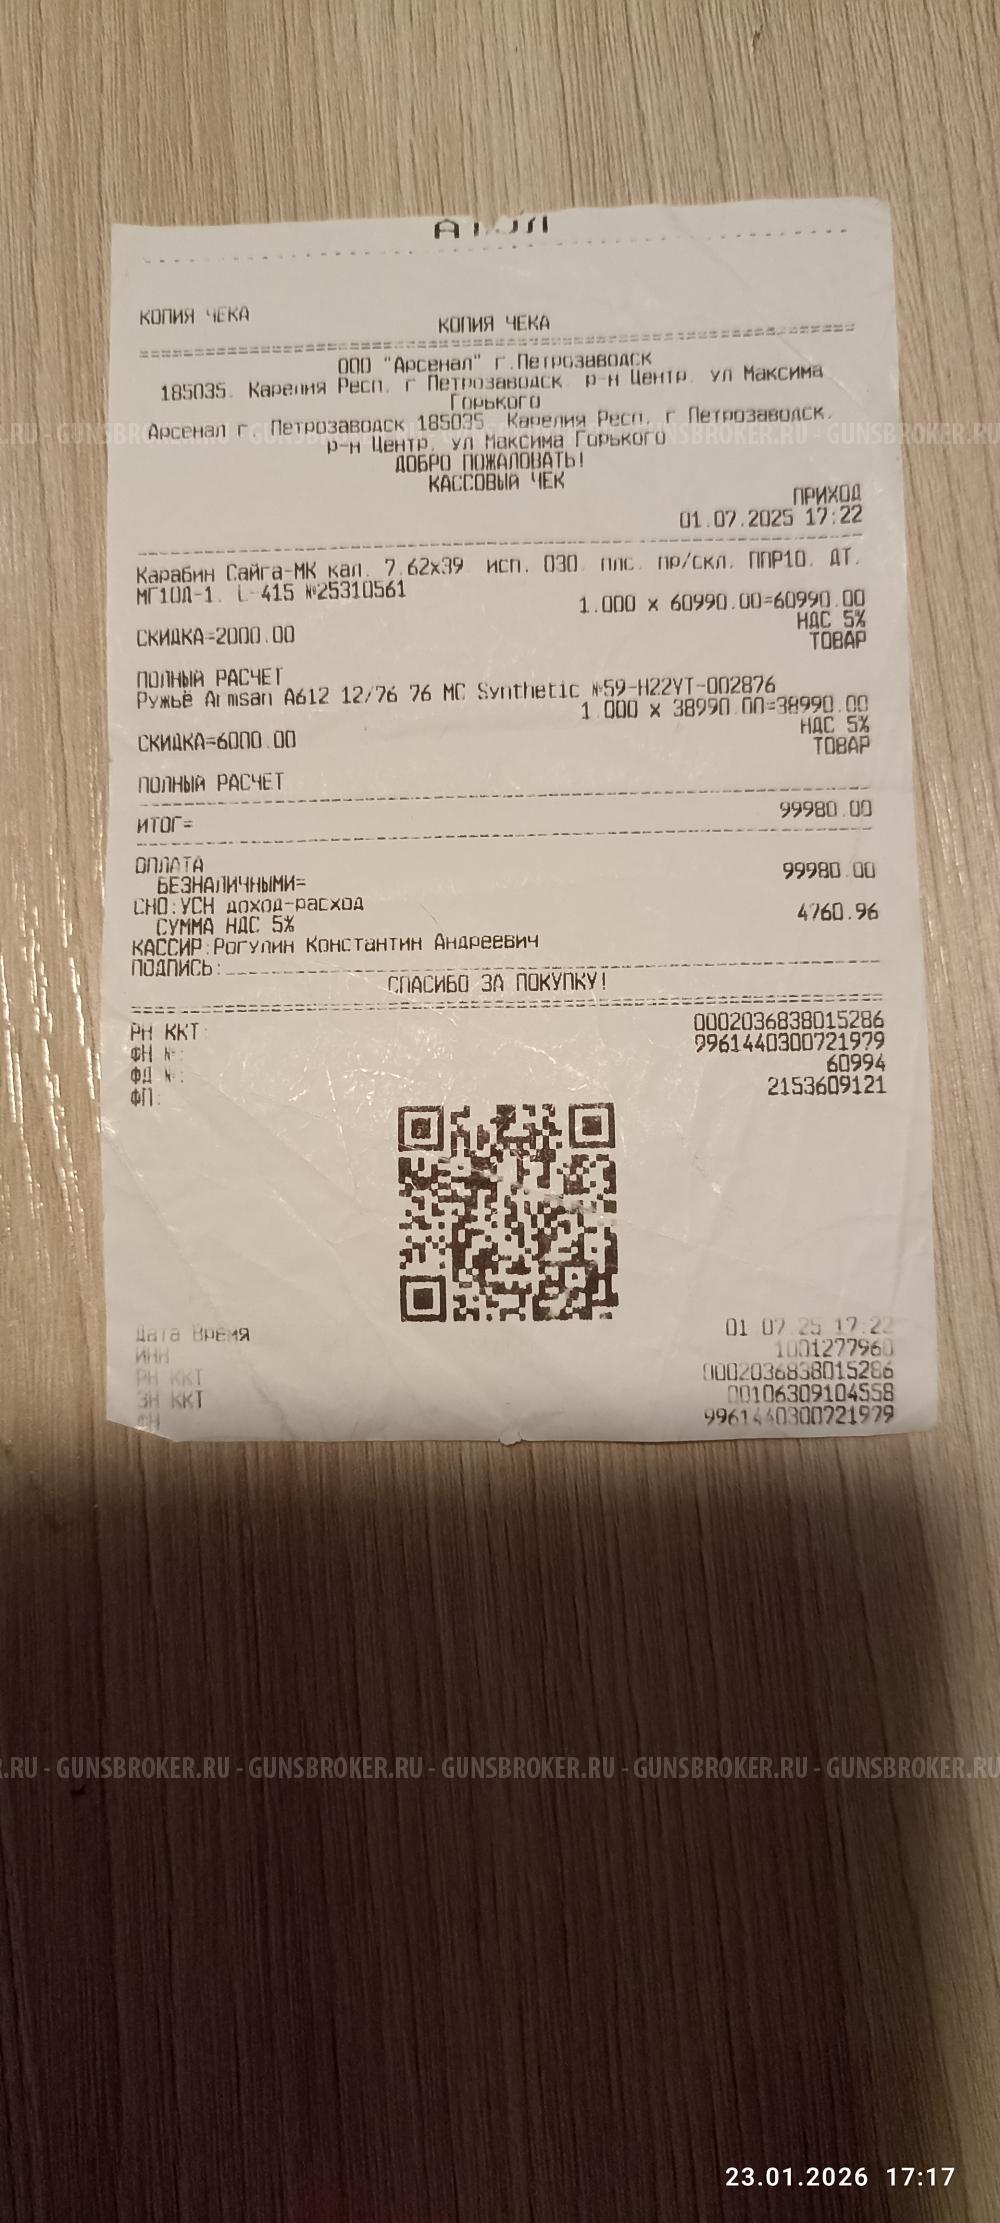 АТОЛ
КОПИЯ ЧЕКА
КОПИЯ ЧЕКА
ООО "Арсенал" г.Петрозаводск
185035. Карелия Респ. г Петрозаводск р-н Центр. ул Максима
Горького
Арсенал г. Петрозаводск 185035 Карелия Респ. г Петрозаводск.
р-н Центр. ул Максима Горького
ДОБРО ПОЖАЛОВАТЬ!
КАССОВЫЙ ЧЕК
ПРИХОД
01.07.2025 17:22
Карабин Сайга-МК кал. 7.62x39 исп. 030 плс. пр/скл. ППР10. ДТ.
МГ10Д-1. L-415 №25310561
1.000 x 60990.00=60990.00
НДС 5%
СКИДКА=2000.00
ТОВАР
ПОЛНЫЙ РАСЧЕТ
Ружьё Armsan A612 12/76 76 MC Synthetic №59-H22YT-002876
1.000 x 38990.00=38990.00
НДС 5%
СКИДКА=6000.00
ТОВАР
ПОЛНЫЙ РАСЧЕТ
ИТОГ= 99980.00
ОПЛАТА
БЕЗНАЛИЧНЫМИ= 99980.00
СНО:УСН доход-расход
СУММА НДС 5% 4760.96
КАССИР:Рогулин Константин Андреевич
ПОДПИСЬ:
СПАСИБО ЗА ПОКУПКУ!
РН ККТ: 0002036838015286
ФН №: 9961440300721979
ФД №: 60994
ФП: 2153609121
Дата Время 01 07 25 17:22
ИНН 1001277960
РН ККТ 0002036838015286
ЗН ККТ 00106309104558
ФН 9961440300721979
.RU - GUNSBROKER.RU - GUNSBROKER.RU - GUNSBROKER.RU - GUNSBROKER.RU - GUNSBROKER.RU
23.01.2026 17:17